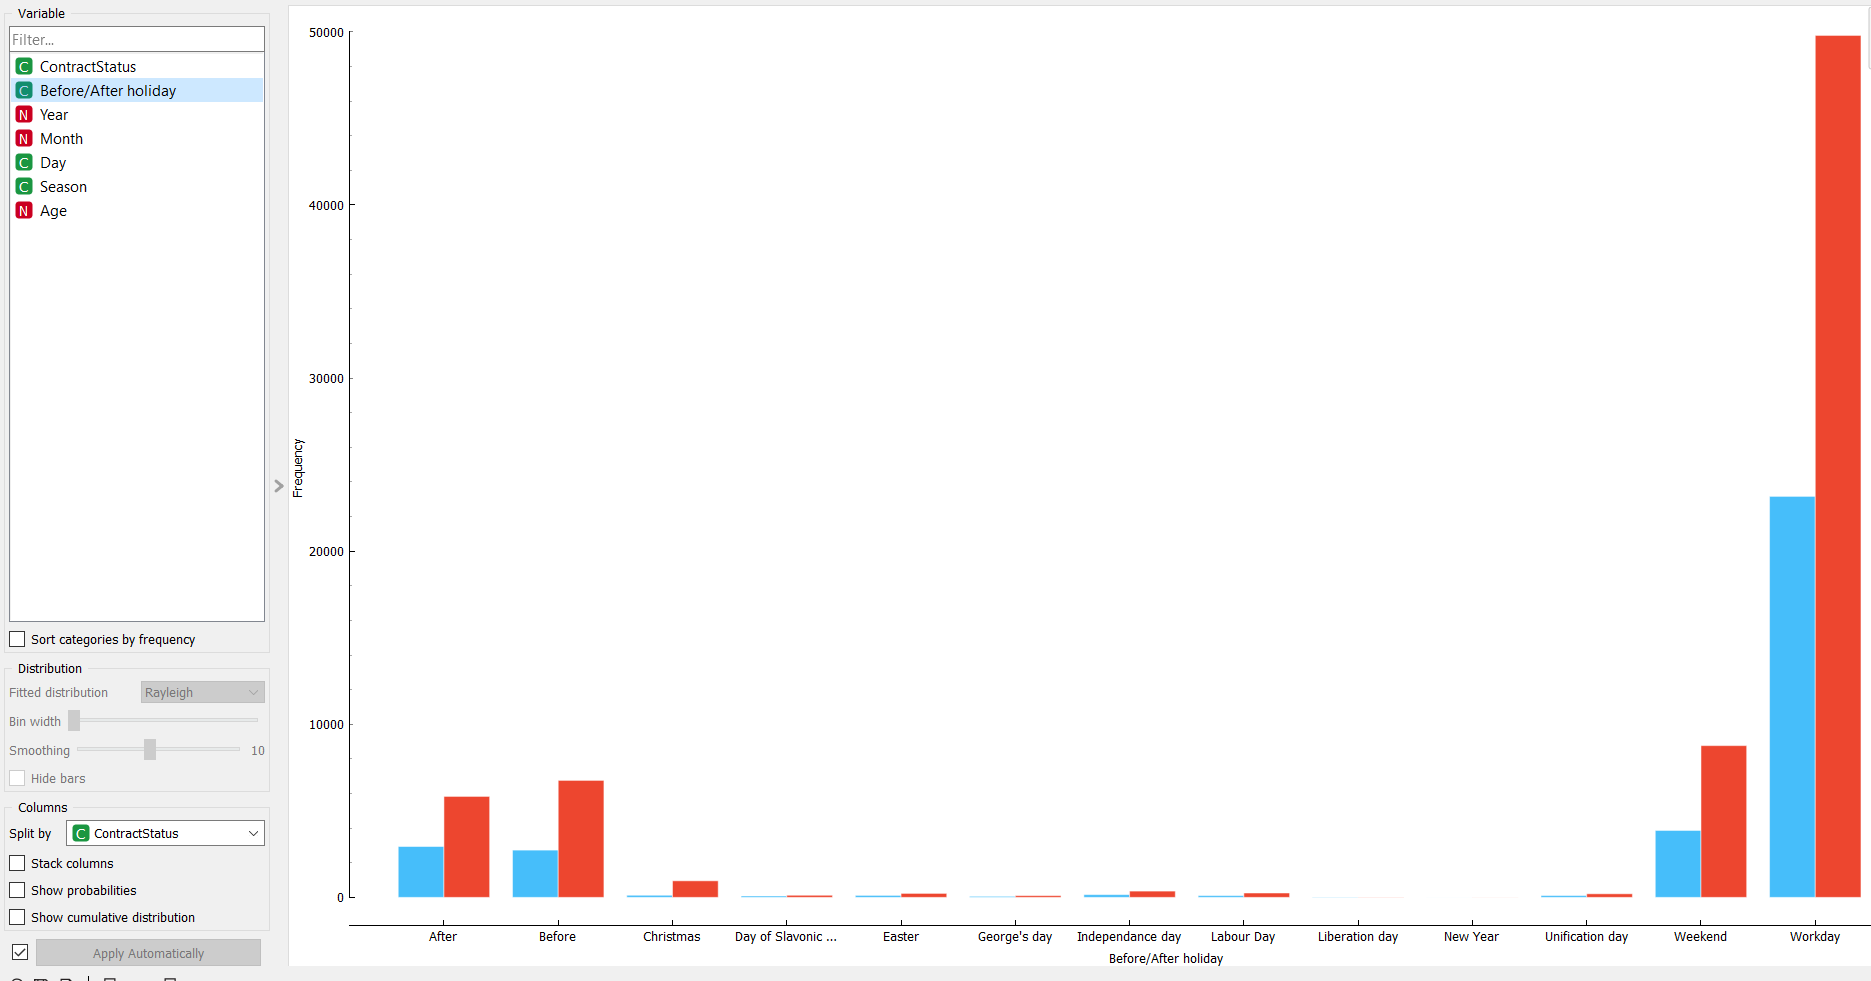 Variable
Filter...
C ContractStatus
C Before/After holiday
N Year
N Month
C Day
C Season
N Age
Sort categories by frequency
Distribution
Fitted distribution Rayleigh
Bin width
Smoothing 10
Hide bars
Columns
Split by C ContractStatus
Stack columns
Show probabilities
Show cumulative distribution
Apply Automatically
50000
40000
30000
20000
10000
0
Frequency
After Before Christmas Day of Slavonic ... Easter George's day Independance day Labour Day Liberation day New Year Unification day Weekend Workday
Before/After holiday